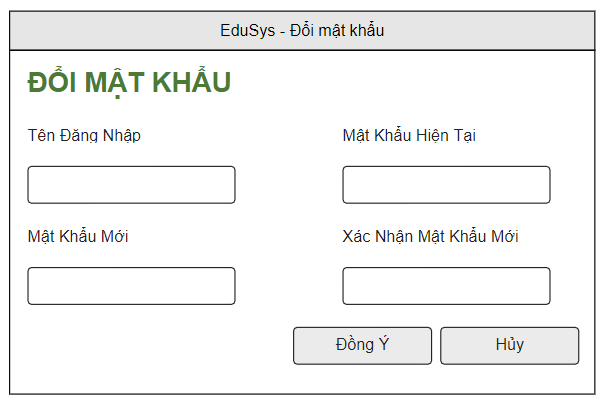 EduSys - Đổi mật khẩu
ĐỔI MẬT KHẨU
Tên Đăng Nhập
Mật Khẩu Hiện Tại
Mật Khẩu Mới
Xác Nhận Mật Khẩu Mới
Đồng Ý
Hủy